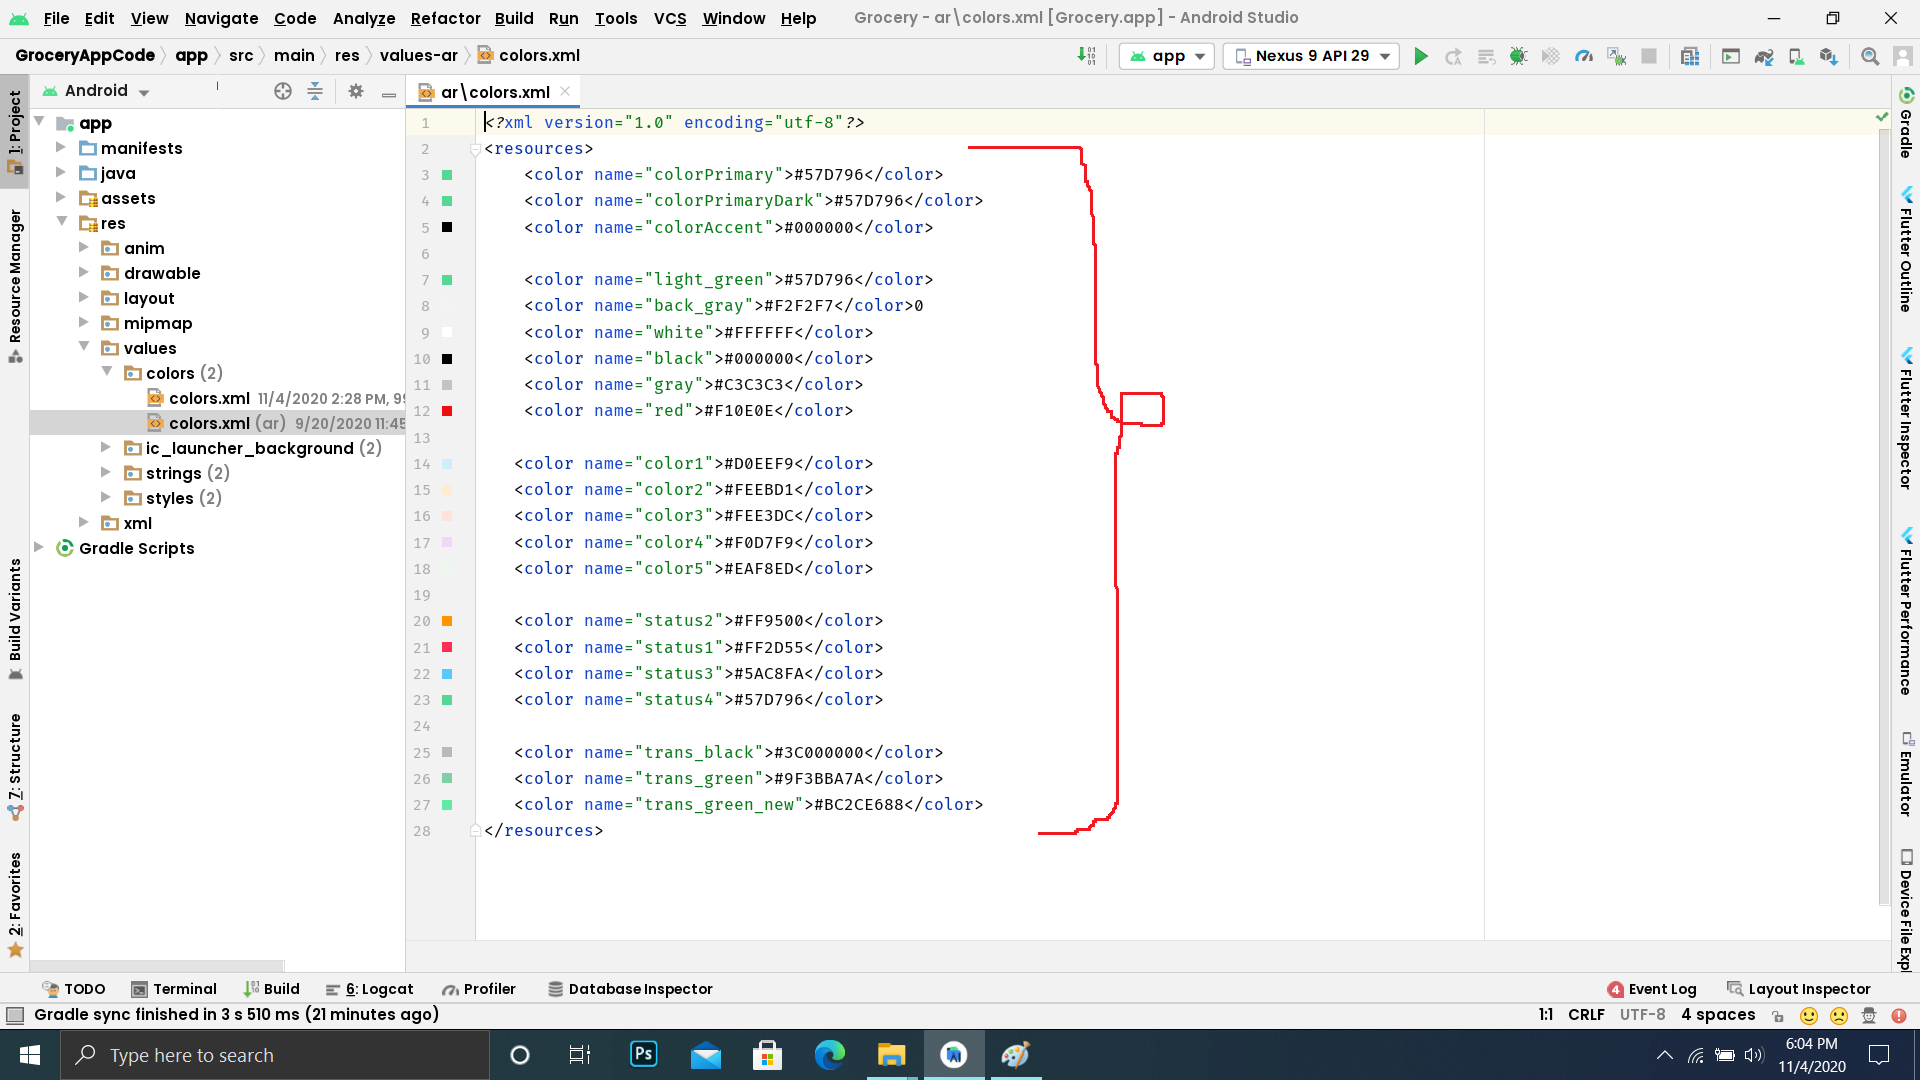 File Edit View Navigate Code Analyze Refactor Build Run Tools VCS Window Help Grocery - ar\colors.xml [Grocery.app] - Android Studio
GroceryAppCode app src main res values-ar colors.xml app Nexus 9 API 29
1: Project
Resource Manager
Build Variants
7: Structure
2: Favorites
Android
app
manifests
java
assets
res
anim
drawable
layout
mipmap
values
colors (2)
colors.xml 11/4/2020 2:28 PM, 99
colors.xml (ar) 9/20/2020 11:45
ic_launcher_background (2)
strings (2)
styles (2)
xml
Gradle Scripts
ar\colors.xml
1 <?xml version="1.0" encoding="utf-8"?>
2 <resources>
3 <color name="colorPrimary">#57D796</color>
4 <color name="colorPrimaryDark">#57D796</color>
5 <color name="colorAccent">#000000</color>
6
7 <color name="light_green">#57D796</color>
8 <color name="back_gray">#F2F2F7</color>0
9 <color name="white">#FFFFFF</color>
10 <color name="black">#000000</color>
11 <color name="gray">#C3C3C3</color>
12 <color name="red">#F10E0E</color>
13
14 <color name="color1">#D0EEF9</color>
15 <color name="color2">#FEEBD1</color>
16 <color name="color3">#FEE3DC</color>
17 <color name="color4">#F0D7F9</color>
18 <color name="color5">#EAF8ED</color>
19
20 <color name="status2">#FF9500</color>
21 <color name="status1">#FF2D55</color>
22 <color name="status3">#5AC8FA</color>
23 <color name="status4">#57D796</color>
24
25 <color name="trans_black">#3C000000</color>
26 <color name="trans_green">#9F3BBA7A</color>
27 <color name="trans_green_new">#BC2CE688</color>
28 </resources>
Gradle
Flutter Outline
Flutter Inspector
Flutter Performance
Emulator
Device File Expl
TODO Terminal Build 6: Logcat Profiler Database Inspector 4 Event Log Layout Inspector
Gradle sync finished in 3 s 510 ms (21 minutes ago) 1:1 CRLF UTF-8 4 spaces
Type here to search Ps 6:04 PM
11/4/2020